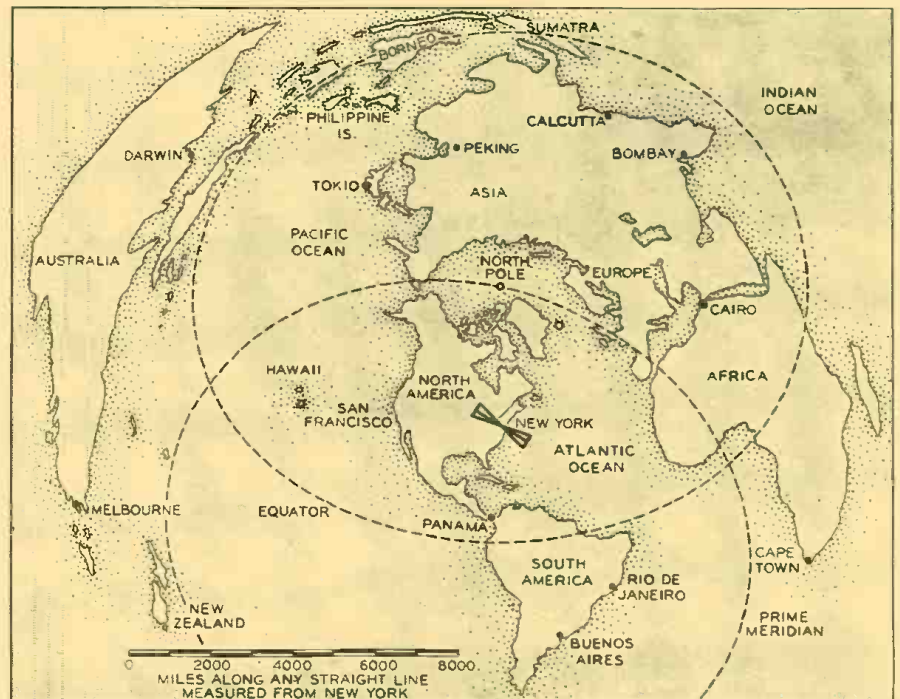 SUMATRA
BORNEO
INDIAN
OCEAN
PHILIPPINE
IS.
CALCUTTA
DARWIN
PEKING
BOMBAY
TOKIO
ASIA
PACIFIC
OCEAN
AUSTRALIA
NORTH
POLE
EUROPE
CAIRO
HAWAII
NORTH
AMERICA
AFRICA
SAN
FRANCISCO
NEW YORK
ATLANTIC
OCEAN
MELBOURNE
EQUATOR
PANAMA
SOUTH
AMERICA
CAPE
TOWN
RIO DE
JANEIRO
NEW
ZEALAND
PRIME
MERIDIAN
BUENOS
AIRES
0 2000 4000 6000 8000
MILES ALONG ANY STRAIGHT LINE
MEASURED FROM NEW YORK